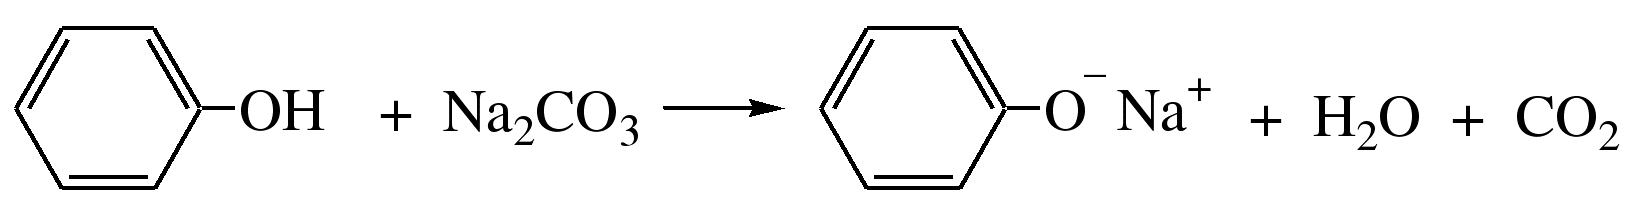 OH + Na₂CO₃ ⟶ O⁻ Na⁺ + H₂O + CO₂